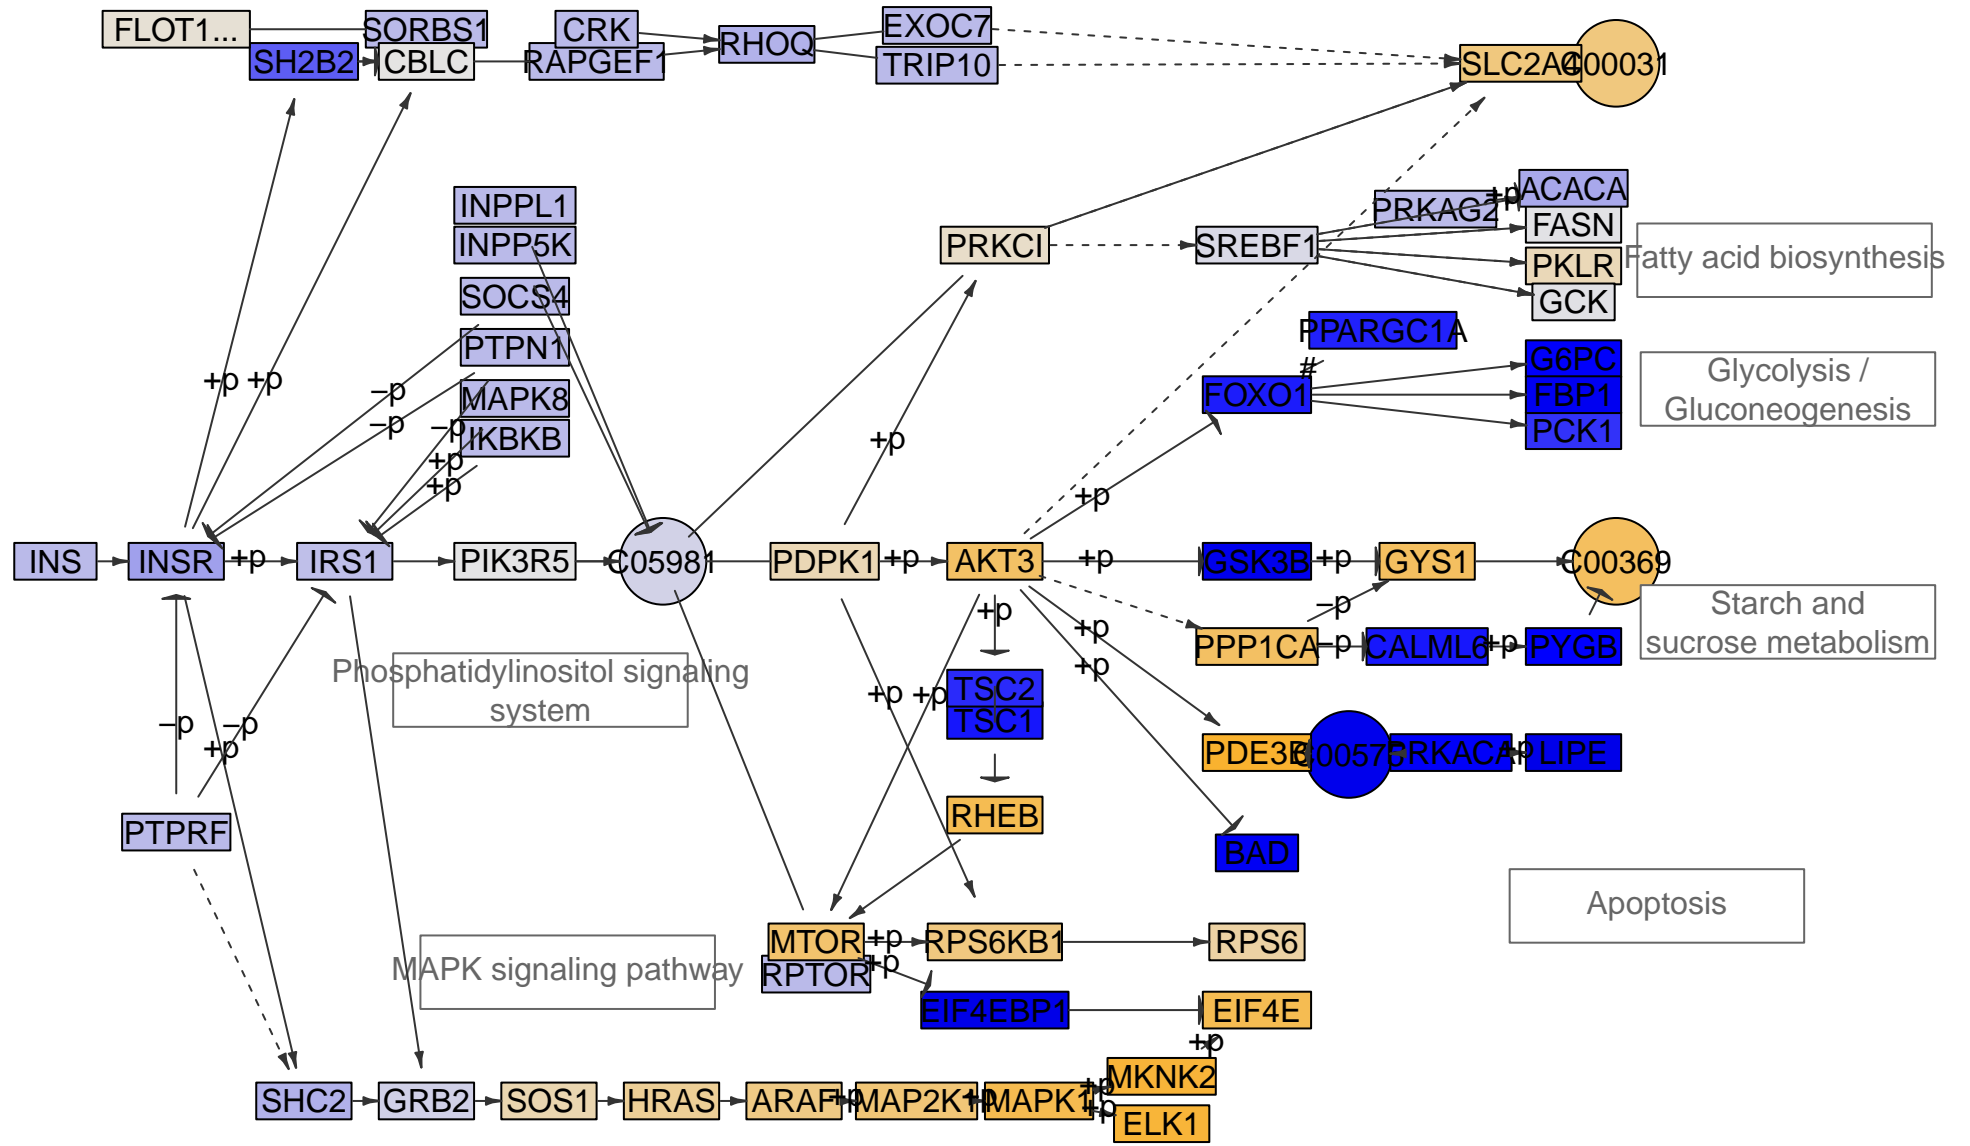 FLOT1...
SORBS1
CRK
EXOC7
RHOQ
SH2B2
CBLC
RAPGEF1
TRIP10
SLC2A4
C00031
INPPL1
INPP5K
SOCS4
PTPN1
MAPK8
IKBKB
PRKCI
SREBF1
PRKAG2
+p
ACACA
FASN
PKLR
GCK
Fatty acid biosynthesis
PPARGC1A
#
FOXO1
G6PC
FBP1
PCK1
Glycolysis /
Gluconeogenesis
+p
+p
−p
−p
−p
+p
+p
+p
+p
INS
INSR
+p
IRS1
PIK3R5
C05981
PDPK1
+p
AKT3
+p
GSK3B
+p
GYS1
C00369
−p
+p
+p
+p
PPP1CA
−p
CALML6
+p
PYGB
Starch and
sucrose metabolism
Phosphatidylinositol signaling
system
+p
+p
TSC2
TSC1
−p
−p
+p
PDE3B
C00575
PRKACA
+p
LIPE
PTPRF
RHEB
BAD
Apoptosis
MTOR
+p
RPS6KB1
RPS6
RPTOR
+p
MAPK signaling pathway
EIF4EBP1
EIF4E
+p
SHC2
GRB2
SOS1
HRAS
ARAF
+p
MAP2K1
+p
MAPK1
+p
+p
MKNK2
ELK1